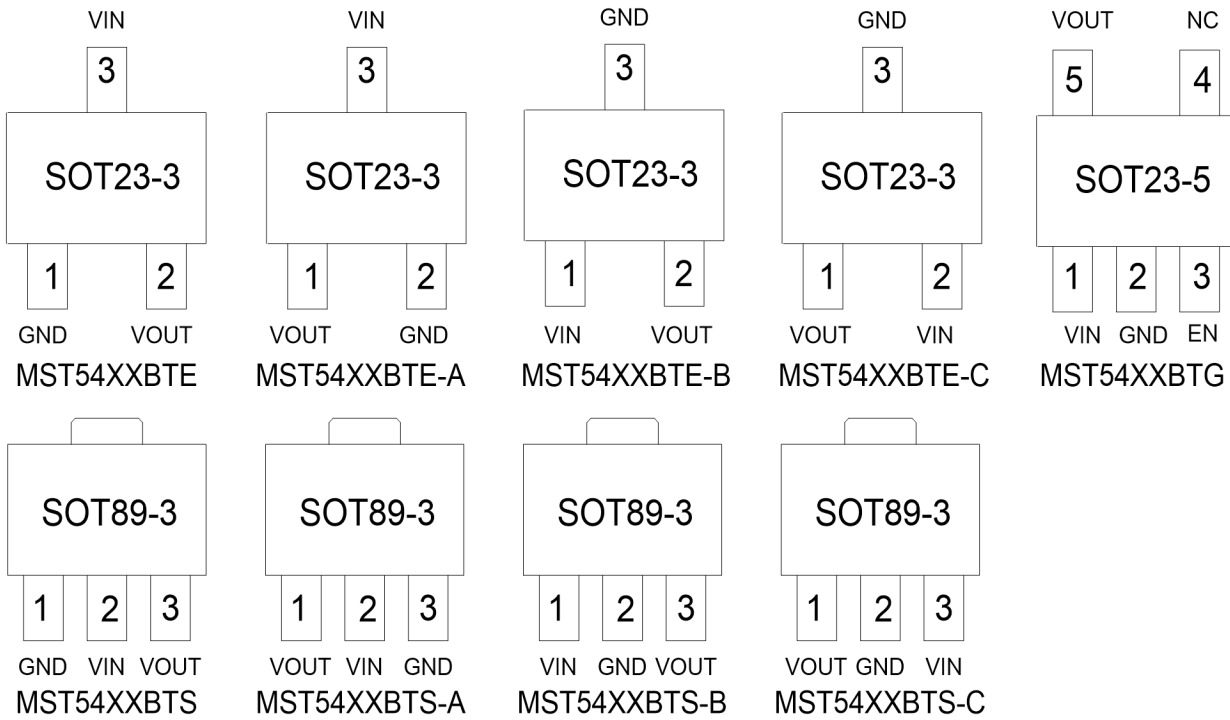 VIN VIN GND GND VOUT NC
3 3 3 3 5 4
SOT23-3 SOT23-3 SOT23-3 SOT23-3 SOT23-5
1 2 1 2 1 2 1 2 1 2 3
GND VOUT VOUT GND VIN VOUT VOUT VIN VIN GND EN
MST54XXBTE MST54XXBTE-A MST54XXBTE-B MST54XXBTE-C MST54XXBTG
SOT89-3 SOT89-3 SOT89-3 SOT89-3
1 2 3 1 2 3 1 2 3 1 2 3
GND VIN VOUT VOUT VIN GND VIN GND VOUT VOUT GND VIN
MST54XXBTS MST54XXBTS-A MST54XXBTS-B MST54XXBTS-C